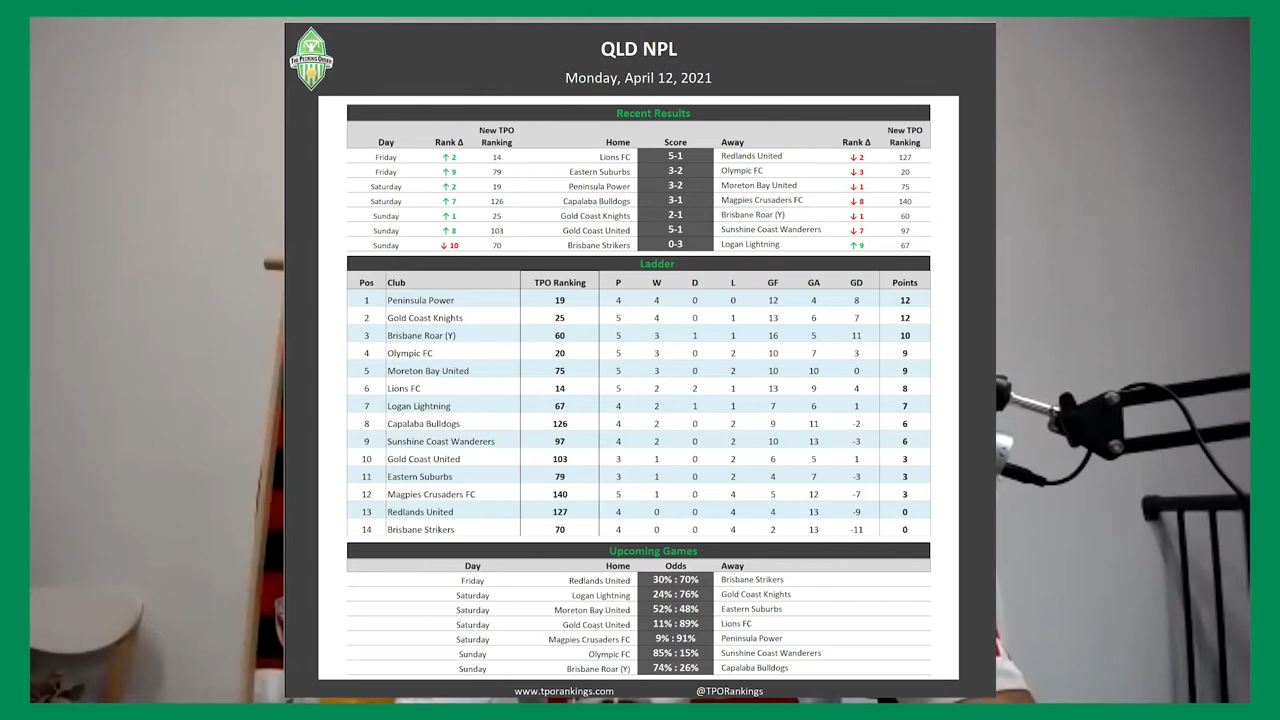 THE PECKING ORDER
QLD NPL
Monday, April 12, 2021
Recent Results
Day Rank Δ New TPO Ranking Home Score Away Rank Δ New TPO Ranking
Friday ↑ 2 14 Lions FC 5-1 Redlands United ↓ 2 127
Friday ↑ 9 79 Eastern Suburbs 3-2 Olympic FC ↓ 3 20
Saturday ↑ 2 19 Peninsula Power 3-2 Moreton Bay United ↓ 1 75
Saturday ↑ 7 126 Capalaba Bulldogs 3-1 Magpies Crusaders FC ↓ 8 140
Sunday ↑ 1 25 Gold Coast Knights 2-1 Brisbane Roar (Y) ↓ 1 60
Sunday ↑ 8 103 Gold Coast United 5-1 Sunshine Coast Wanderers ↓ 7 97
Sunday ↓ 10 70 Brisbane Strikers 0-3 Logan Lightning ↑ 9 67
Ladder
Pos Club TPO Ranking P W D L GF GA GD Points
1 Peninsula Power 19 4 4 0 0 12 4 8 12
2 Gold Coast Knights 25 5 4 0 1 13 6 7 12
3 Brisbane Roar (Y) 60 5 3 1 1 16 5 11 10
4 Olympic FC 20 5 3 0 2 10 7 3 9
5 Moreton Bay United 75 5 3 0 2 10 10 0 9
6 Lions FC 14 5 2 2 1 13 9 4 8
7 Logan Lightning 67 4 2 1 1 7 6 1 7
8 Capalaba Bulldogs 126 4 2 0 2 9 11 -2 6
9 Sunshine Coast Wanderers 97 4 2 0 2 10 13 -3 6
10 Gold Coast United 103 3 1 0 2 6 5 1 3
11 Eastern Suburbs 79 3 1 0 2 4 7 -3 3
12 Magpies Crusaders FC 140 5 1 0 4 5 12 -7 3
13 Redlands United 127 4 0 0 4 4 13 -9 0
14 Brisbane Strikers 70 4 0 0 4 2 13 -11 0
Upcoming Games
Day Home Odds Away
Friday Redlands United 30% : 70% Brisbane Strikers
Saturday Logan Lightning 24% : 76% Gold Coast Knights
Saturday Moreton Bay United 52% : 48% Eastern Suburbs
Saturday Gold Coast United 11% : 89% Lions FC
Saturday Magpies Crusaders FC 9% : 91% Peninsula Power
Sunday Olympic FC 85% : 15% Sunshine Coast Wanderers
Sunday Brisbane Roar (Y) 74% : 26% Capalaba Bulldogs
www.tporankings.com @TPORankings